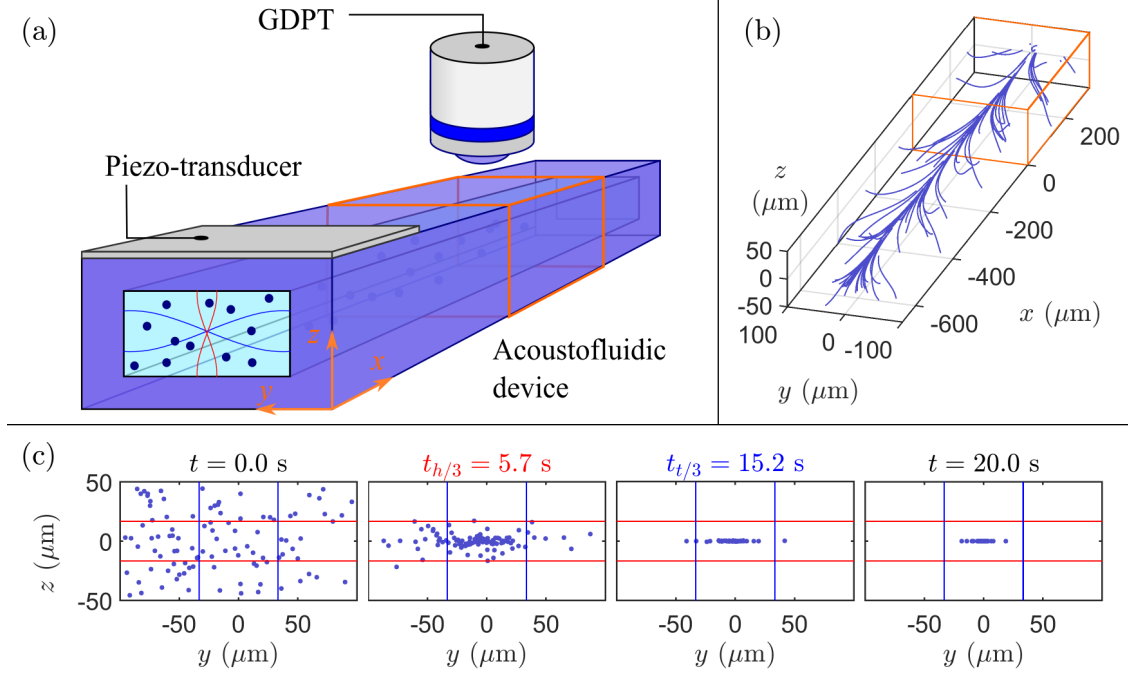 (a)
GDPT
Piezo-transducer
z
x
y
Acoustofluidic
device
(b)
z
(μm)
50
0
-50
100
0
-100
y (μm)
200
0
-200
-400
-600
x (μm)
(c)
t = 0.0 s
t_{h/3} = 5.7 s
t_{t/3} = 15.2 s
t = 20.0 s
z (μm)
50
0
-50
-50 0 50
-50 0 50
-50 0 50
-50 0 50
y (μm)
y (μm)
y (μm)
y (μm)